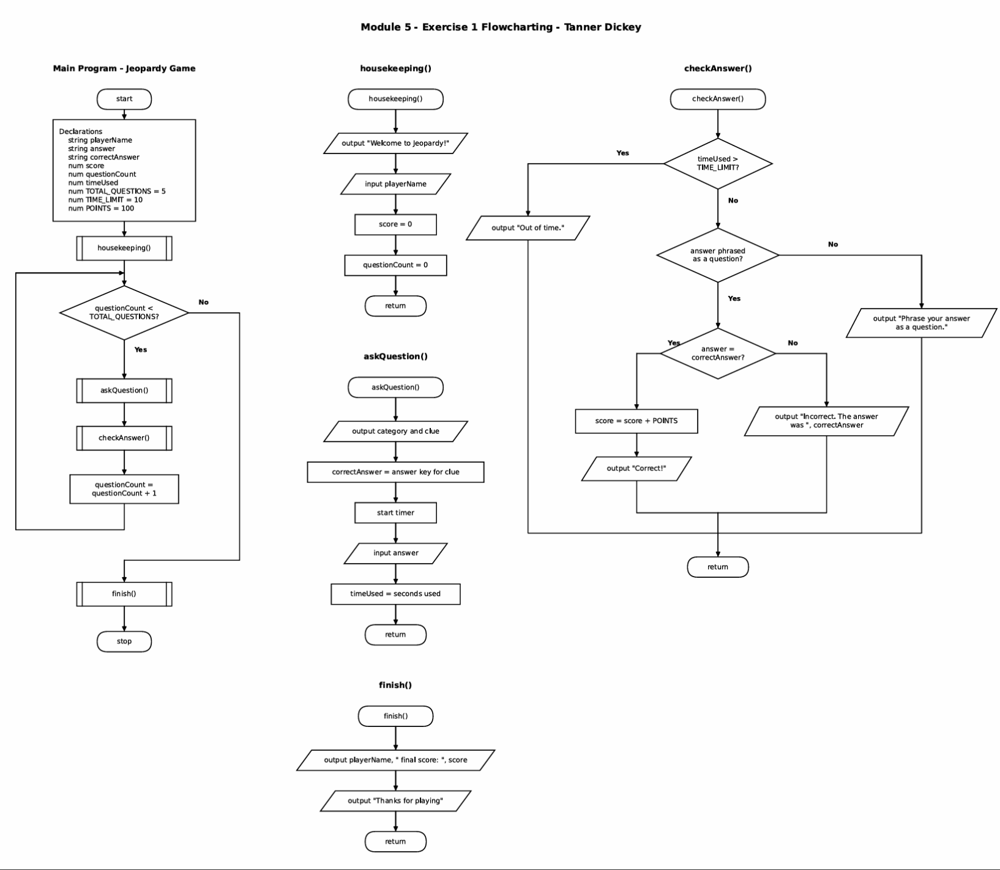 Module 5 - Exercise 1 Flowcharting - Tanner Dickey
Main Program – Jeopardy Game
start
Declarations
string playerName
string answer
string correctAnswer
num score
num questionCount
num timeUsed
num TOTAL_QUESTIONS = 5
num TIME_LIMIT = 10
num POINTS = 100
housekeeping()
questionCount <
TOTAL_QUESTIONS?
No
Yes
askQuestion()
checkAnswer()
questionCount =
questionCount + 1
finish()
stop
housekeeping()
housekeeping()
output "Welcome to Jeopardy!"
input playerName
score = 0
questionCount = 0
return
askQuestion()
askQuestion()
output category and clue
correctAnswer = answer key for clue
start timer
input answer
timeUsed = seconds used
return
finish()
finish()
output playerName, " final score: ", score
output "Thanks for playing"
return
checkAnswer()
checkAnswer()
timeUsed >
TIME_LIMIT?
Yes
No
output "Out of time."
answer phrased
as a question?
No
Yes
output "Phrase your answer
as a question."
answer =
correctAnswer?
Yes
No
score = score + POINTS
output "Incorrect. The answer
was ", correctAnswer
output "Correct!"
return